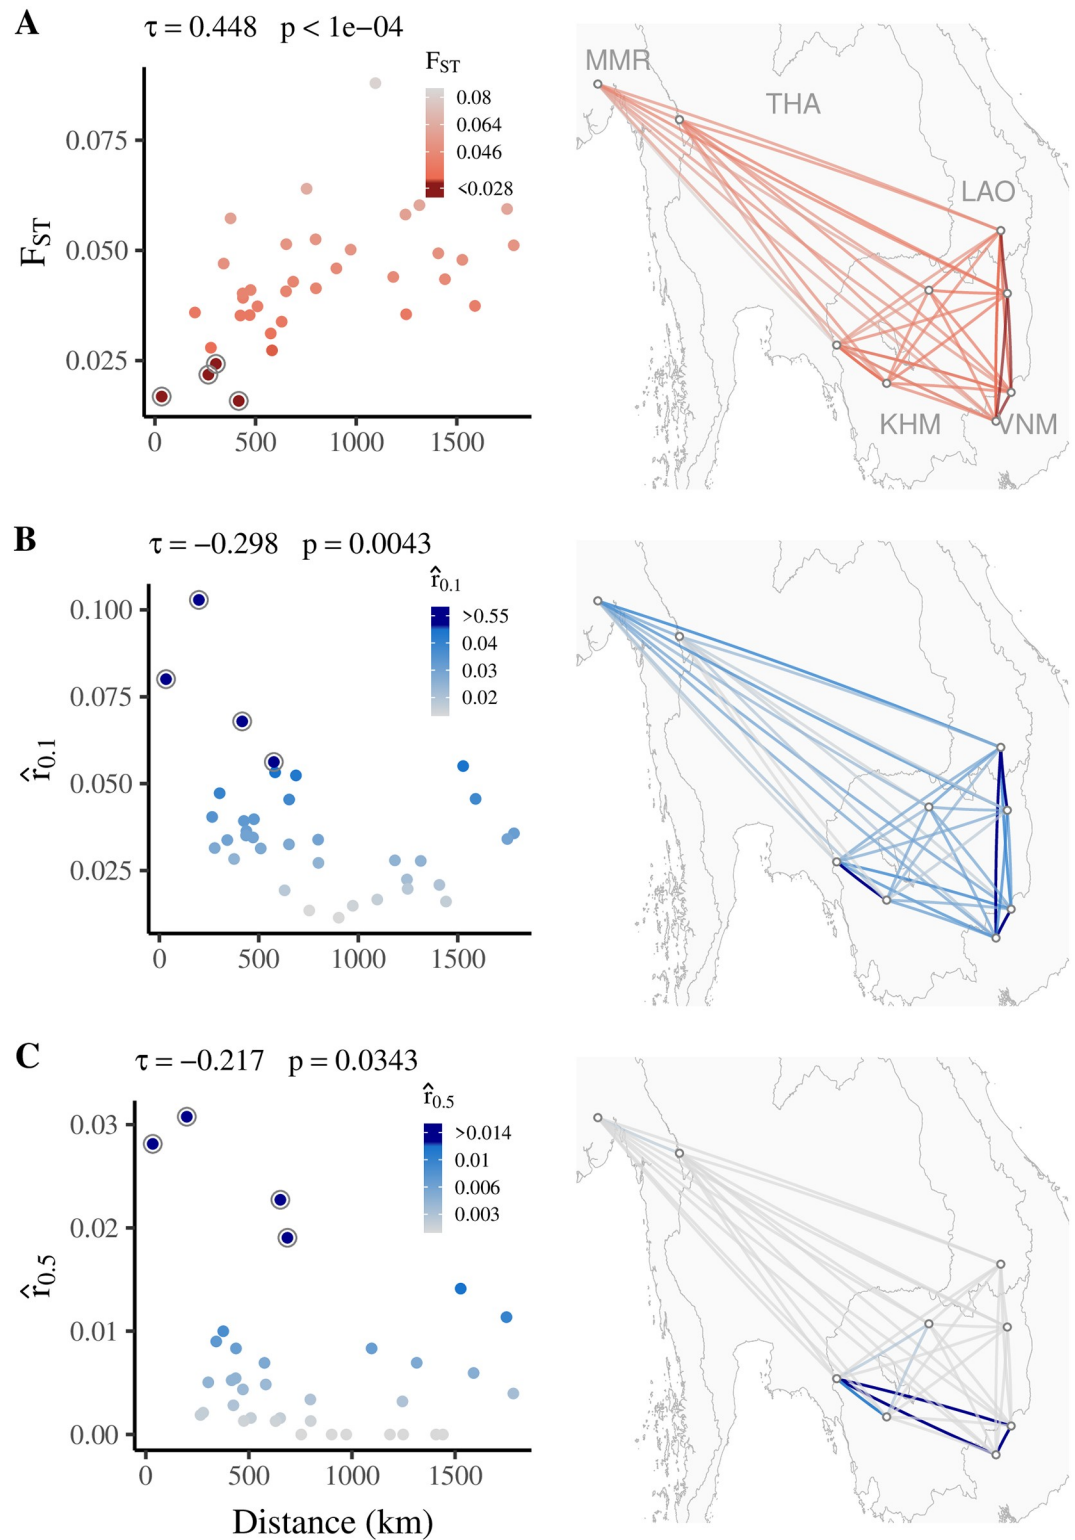 A
τ = 0.448 p < 1e−04
F_ST
0.08
0.064
0.046
<0.028
0.075
0.050
0.025
F_ST
0 500 1000 1500
MMR
THA
LAO
KHM
VNM
B
τ = −0.298 p = 0.0043
r̂_0.1
>0.55
0.04
0.03
0.02
0.100
0.075
0.050
0.025
r̂_0.1
0 500 1000 1500
C
τ = −0.217 p = 0.0343
r̂_0.5
>0.014
0.01
0.006
0.003
0.03
0.02
0.01
0.00
r̂_0.5
0 500 1000 1500
Distance (km)